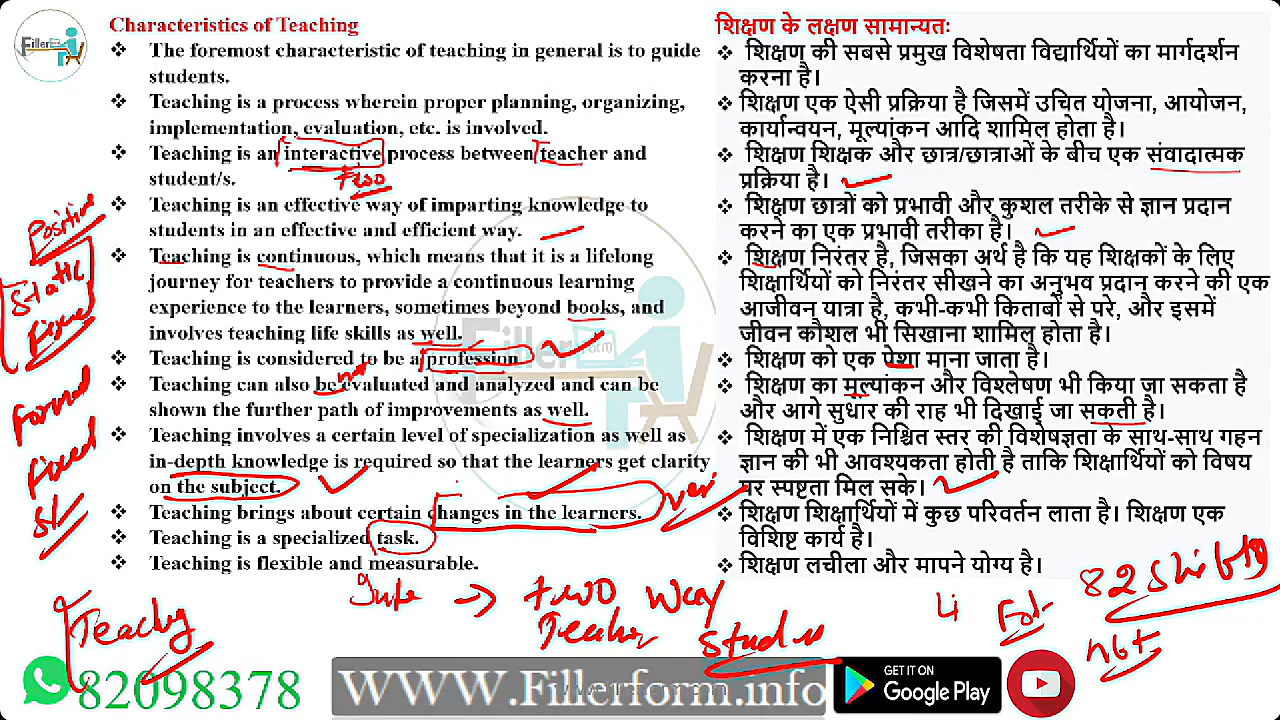 Characteristics of Teaching
❖ The foremost characteristic of teaching in general is to guide
students.
❖ Teaching is a process wherein proper planning, organizing,
implementation, evaluation, etc. is involved.
❖ Teaching is an interactive process between teacher and
student/s.
two
❖ Teaching is an effective way of imparting knowledge to
students in an effective and efficient way.
❖ Teaching is continuous, which means that it is a lifelong
journey for teachers to provide a continuous learning
experience to the learners, sometimes beyond books, and
involves teaching life skills as well.
❖ Teaching is considered to be a profession
❖ Teaching can also be evaluated and analyzed and can be
shown the further path of improvements as well.
❖ Teaching involves a certain level of specialization as well as
in-depth knowledge is required so that the learners get clarity
on the subject.
❖ Teaching brings about certain changes in the learners.
❖ Teaching is a specialized task.
❖ Teaching is flexible and measurable.
शिक्षण के लक्षण सामान्यतः
❖ शिक्षण की सबसे प्रमुख विशेषता विद्यार्थियों का मार्गदर्शन
करना है।
❖ शिक्षण एक ऐसी प्रक्रिया है जिसमें उचित योजना, आयोजन,
कार्यान्वयन, मूल्यांकन आदि शामिल होता है।
❖ शिक्षण शिक्षक और छात्र/छात्राओं के बीच एक संवादात्मक
प्रक्रिया है।
❖ शिक्षण छात्रों को प्रभावी और कुशल तरीके से ज्ञान प्रदान
करने का एक प्रभावी तरीका है।
❖ शिक्षण निरंतर है, जिसका अर्थ है कि यह शिक्षकों के लिए
शिक्षार्थियों को निरंतर सीखने का अनुभव प्रदान करने की एक
आजीवन यात्रा है, कभी-कभी किताबों से परे, और इसमें
जीवन कौशल भी सिखाना शामिल होता है।
❖ शिक्षण को एक पेशा माना जाता है।
❖ शिक्षण का मूल्यांकन और विश्लेषण भी किया जा सकता है
और आगे सुधार की राह भी दिखाई जा सकती है।
❖ शिक्षण में एक निश्चित स्तर की विशेषज्ञता के साथ-साथ गहन
ज्ञान की भी आवश्यकता होती है ताकि शिक्षार्थियों को विषय
पर स्पष्टता मिल सके।
❖ शिक्षण शिक्षार्थियों में कुछ परिवर्तन लाता है। शिक्षण एक
विशिष्ट कार्य है।
❖ शिक्षण लचीला और मापने योग्य है।
Positive
Static
Formal
Fixed
Teaching
two Way
Teacher
Student
4
82098378
WWW.Fillerform.info
GET IT ON
Google Play